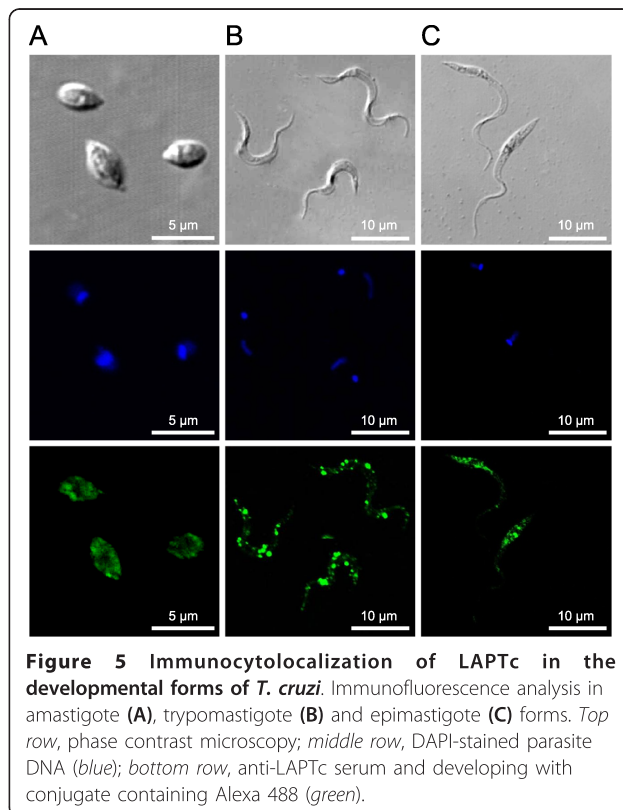 A
B
C
5 µm
10 µm
10 µm
5 µm
10 µm
10 µm
5 µm
10 µm
10 µm
Figure 5 Immunocytolocalization of LAPTc in the
developmental forms of T. cruzi. Immunofluorescence analysis in
amastigote (A), trypomastigote (B) and epimastigote (C) forms. Top
row, phase contrast microscopy; middle row, DAPI-stained parasite
DNA (blue); bottom row, anti-LAPTc serum and developing with
conjugate containing Alexa 488 (green).